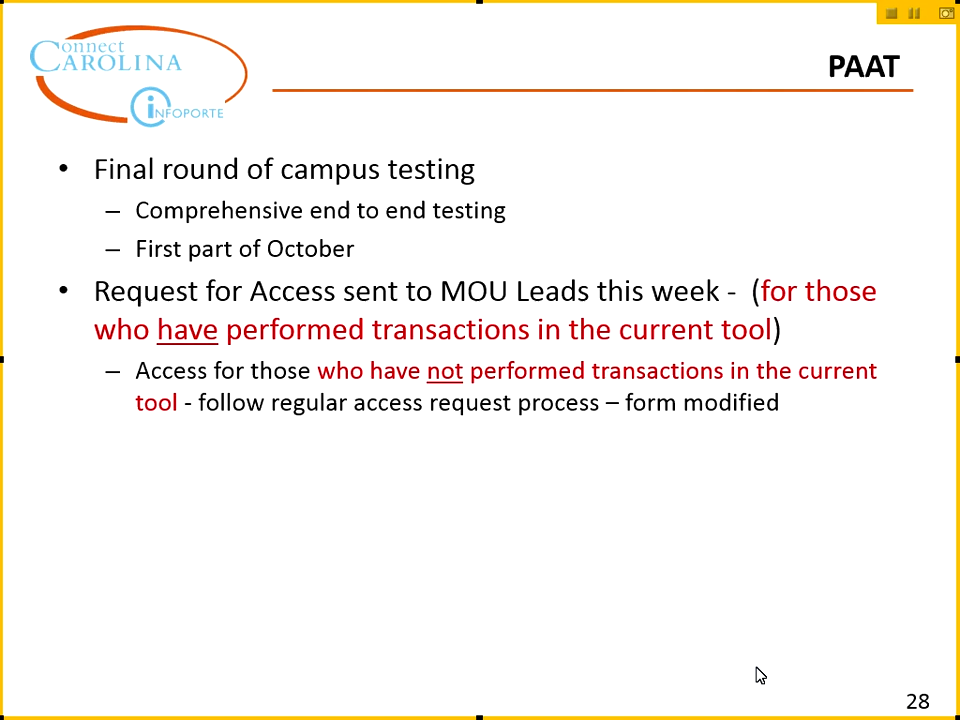 Connect
CAROLINA
INFOPORTE
PAAT
• Final round of campus testing
– Comprehensive end to end testing
– First part of October
• Request for Access sent to MOU Leads this week - (for those
who have performed transactions in the current tool)
– Access for those who have not performed transactions in the current
tool - follow regular access request process – form modified
28